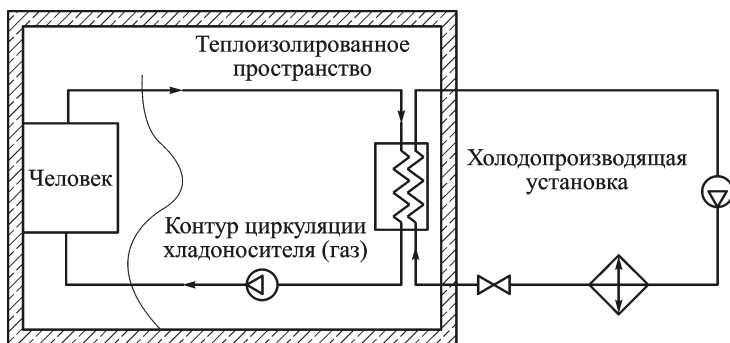 Теплоизолированное
пространство
Человек
Холодопроизводящая
установка
Контур циркуляции
хладоносителя (газ)